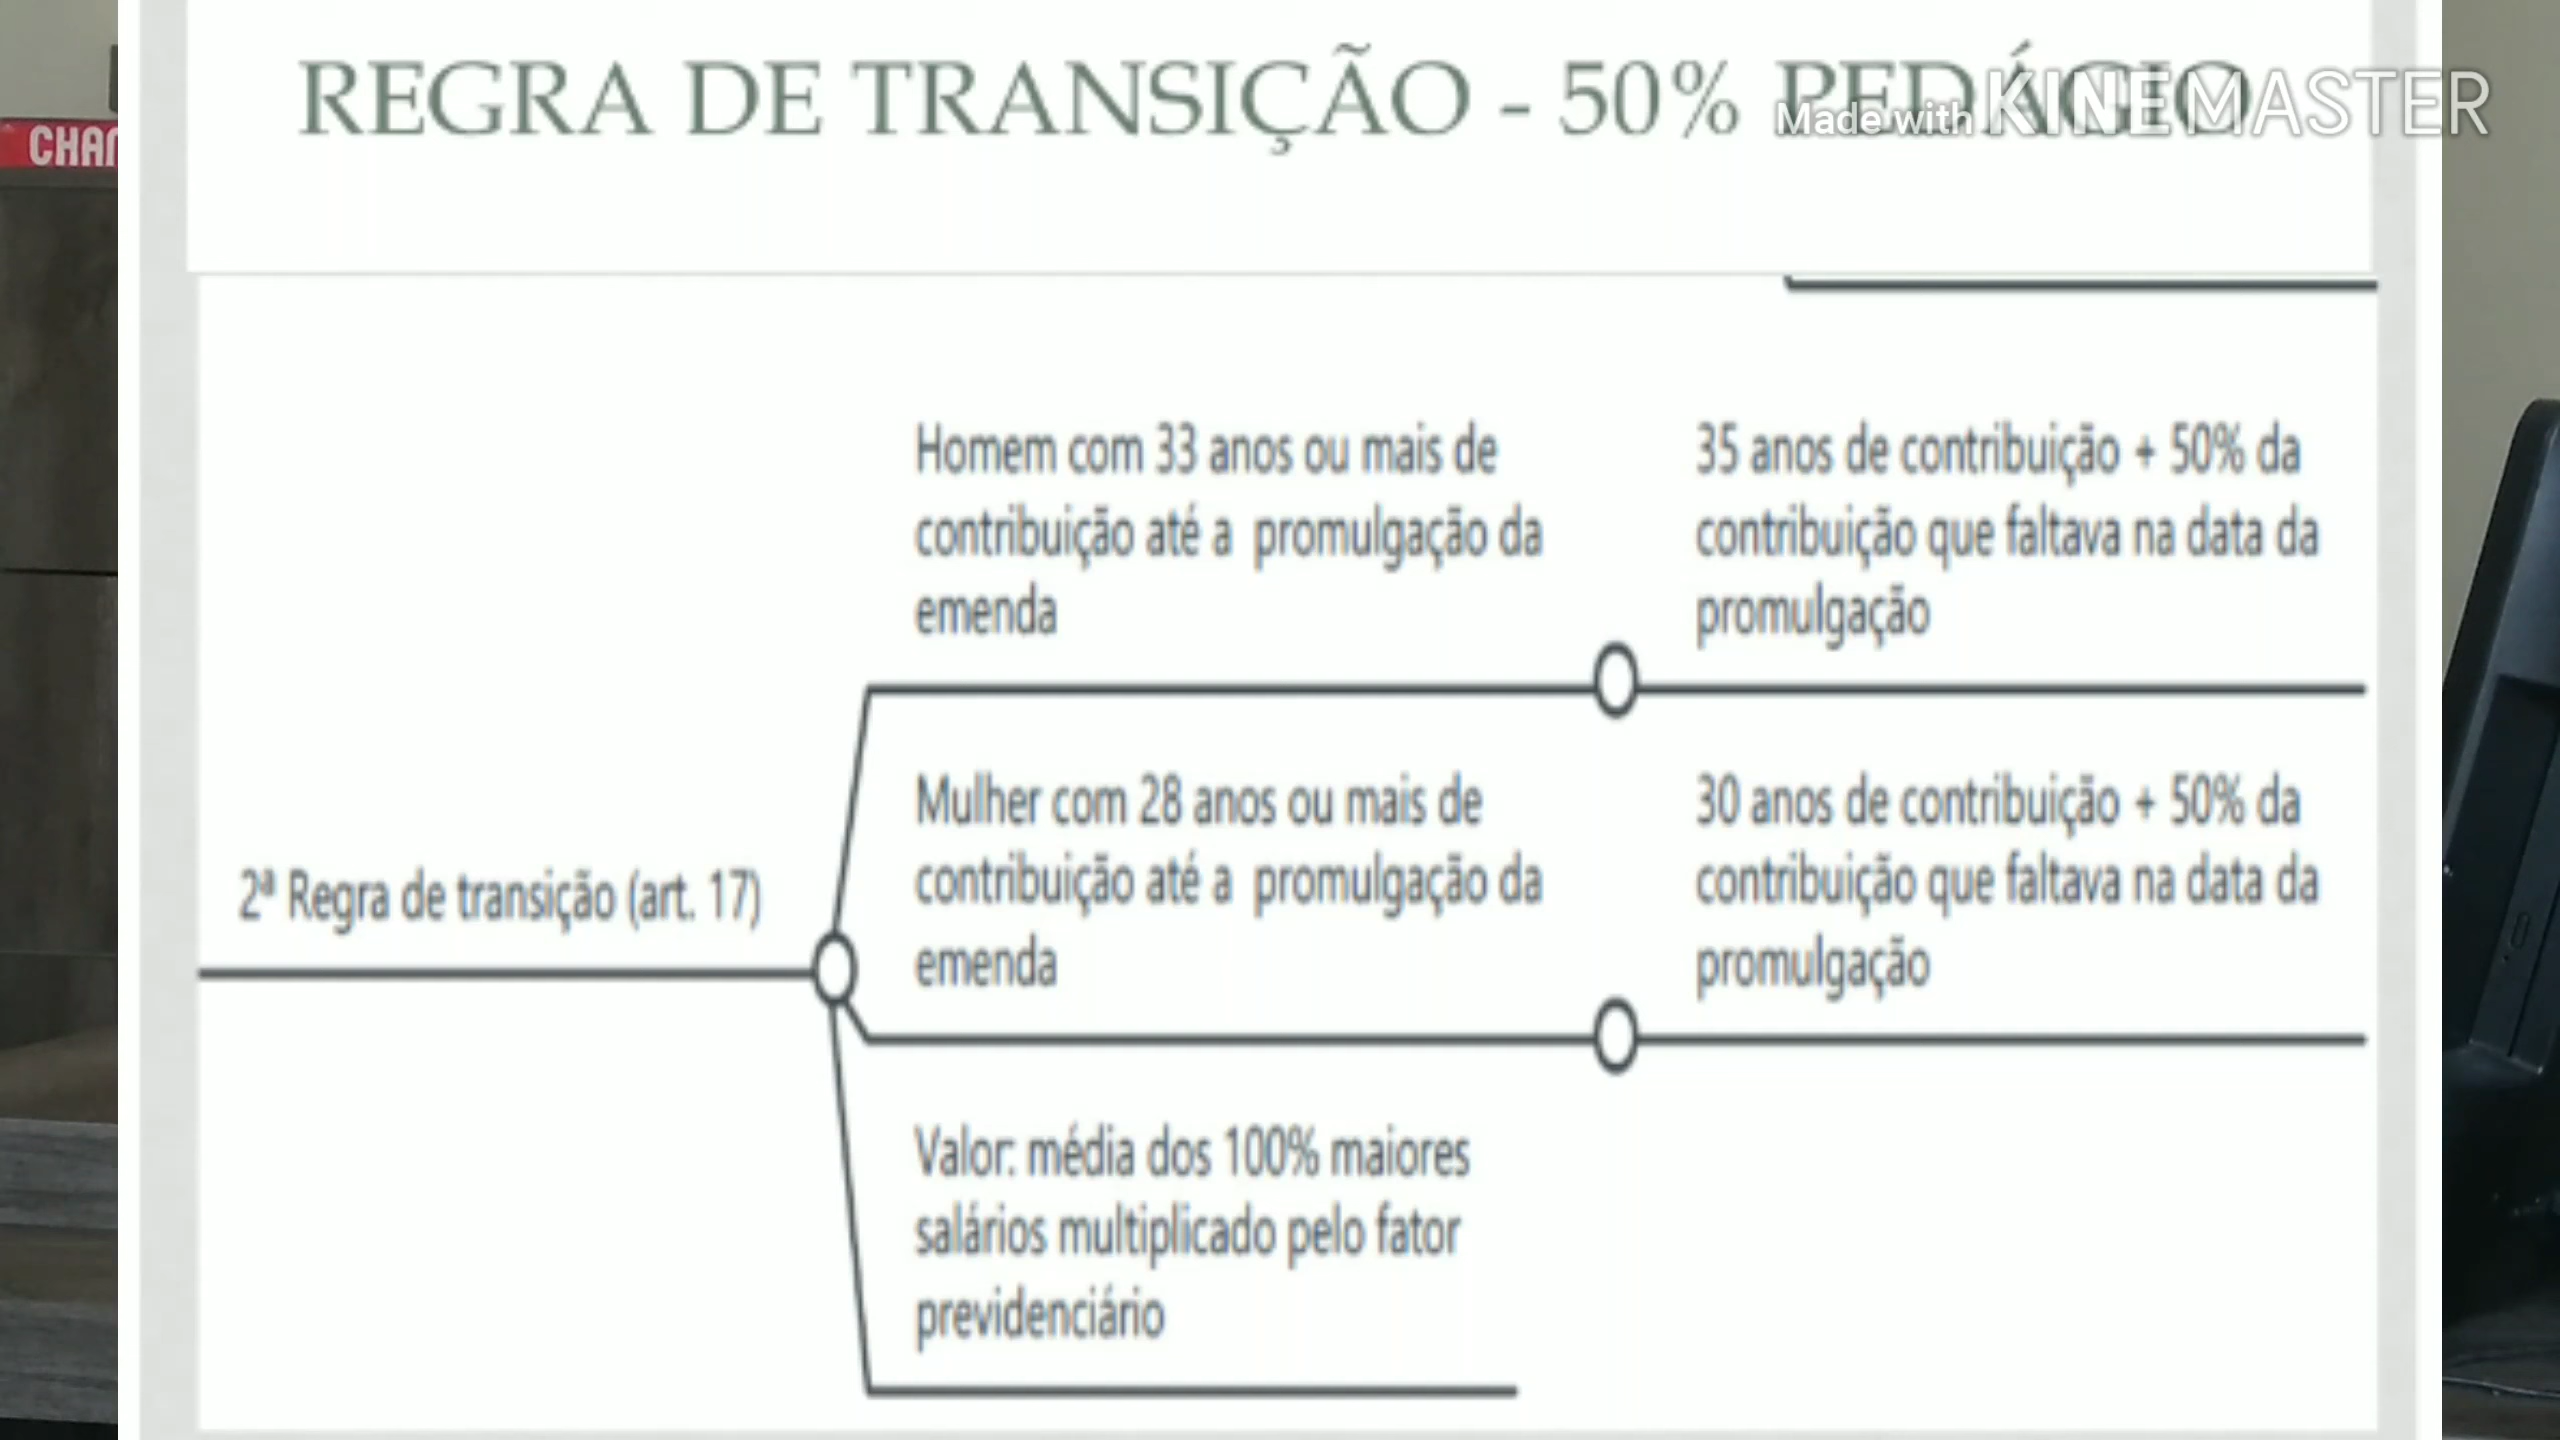 REGRA DE TRANSIÇÃO - 50% PEDÁGIO
Made with KINEMASTER
CHAM
Homem com 33 anos ou mais de
contribuição até a promulgação da
emenda
35 anos de contribuição + 50% da
contribuição que faltava na data da
promulgação
Mulher com 28 anos ou mais de
contribuição até a promulgação da
emenda
30 anos de contribuição + 50% da
contribuição que faltava na data da
promulgação
2ª Regra de transição (art. 17)
Valor: média dos 100% maiores
salários multiplicado pelo fator
previdenciário